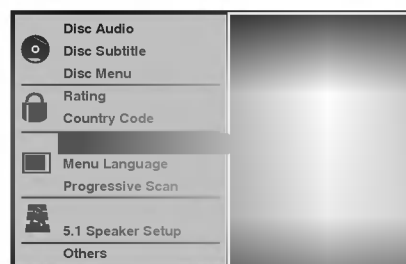 Disc Audio
Disc Subtitle
Disc Menu
Rating
Country Code
Menu Language
Progressive Scan
5.1 Speaker Setup
Others